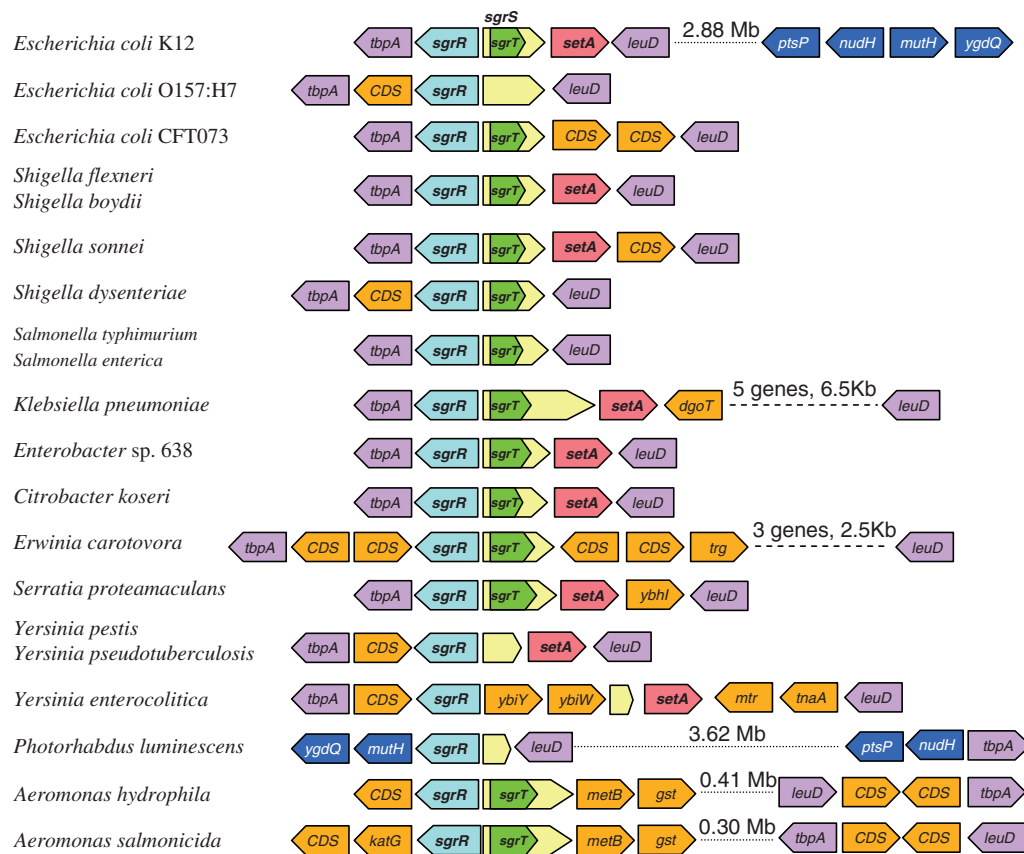 sgrS
Escherichia coli K12 tbpA sgrR sgrT setA leuD 2.88 Mb ptsP nudH mutH ygdQ
Escherichia coli O157:H7 tbpA CDS sgrR leuD
Escherichia coli CFT073 tbpA sgrR sgrT CDS CDS leuD
Shigella flexneri
Shigella boydii tbpA sgrR sgrT setA leuD
Shigella sonnei tbpA sgrR sgrT setA CDS leuD
Shigella dysenteriae tbpA CDS sgrR sgrT leuD
Salmonella typhimurium
Salmonella enterica tbpA sgrR sgrT leuD
Klebsiella pneumoniae tbpA sgrR sgrT setA dgoT 5 genes, 6.5Kb leuD
Enterobacter sp. 638 tbpA sgrR sgrT setA leuD
Citrobacter koseri tbpA sgrR sgrT setA leuD
Erwinia carotovora tbpA CDS CDS sgrR sgrT CDS CDS trg 3 genes, 2.5Kb leuD
Serratia proteamaculans tbpA sgrR sgrT setA ybhI leuD
Yersinia pestis
Yersinia pseudotuberculosis tbpA CDS sgrR setA leuD
Yersinia enterocolitica tbpA CDS sgrR ybiY ybiW setA mtr tnaA leuD
Photorhabdus luminescens ygdQ mutH sgrR leuD 3.62 Mb ptsP nudH tbpA
Aeromonas hydrophila CDS sgrR sgrT metB gst 0.41 Mb leuD CDS CDS tbpA
Aeromonas salmonicida CDS katG sgrR sgrT metB gst 0.30 Mb tbpA CDS CDS leuD